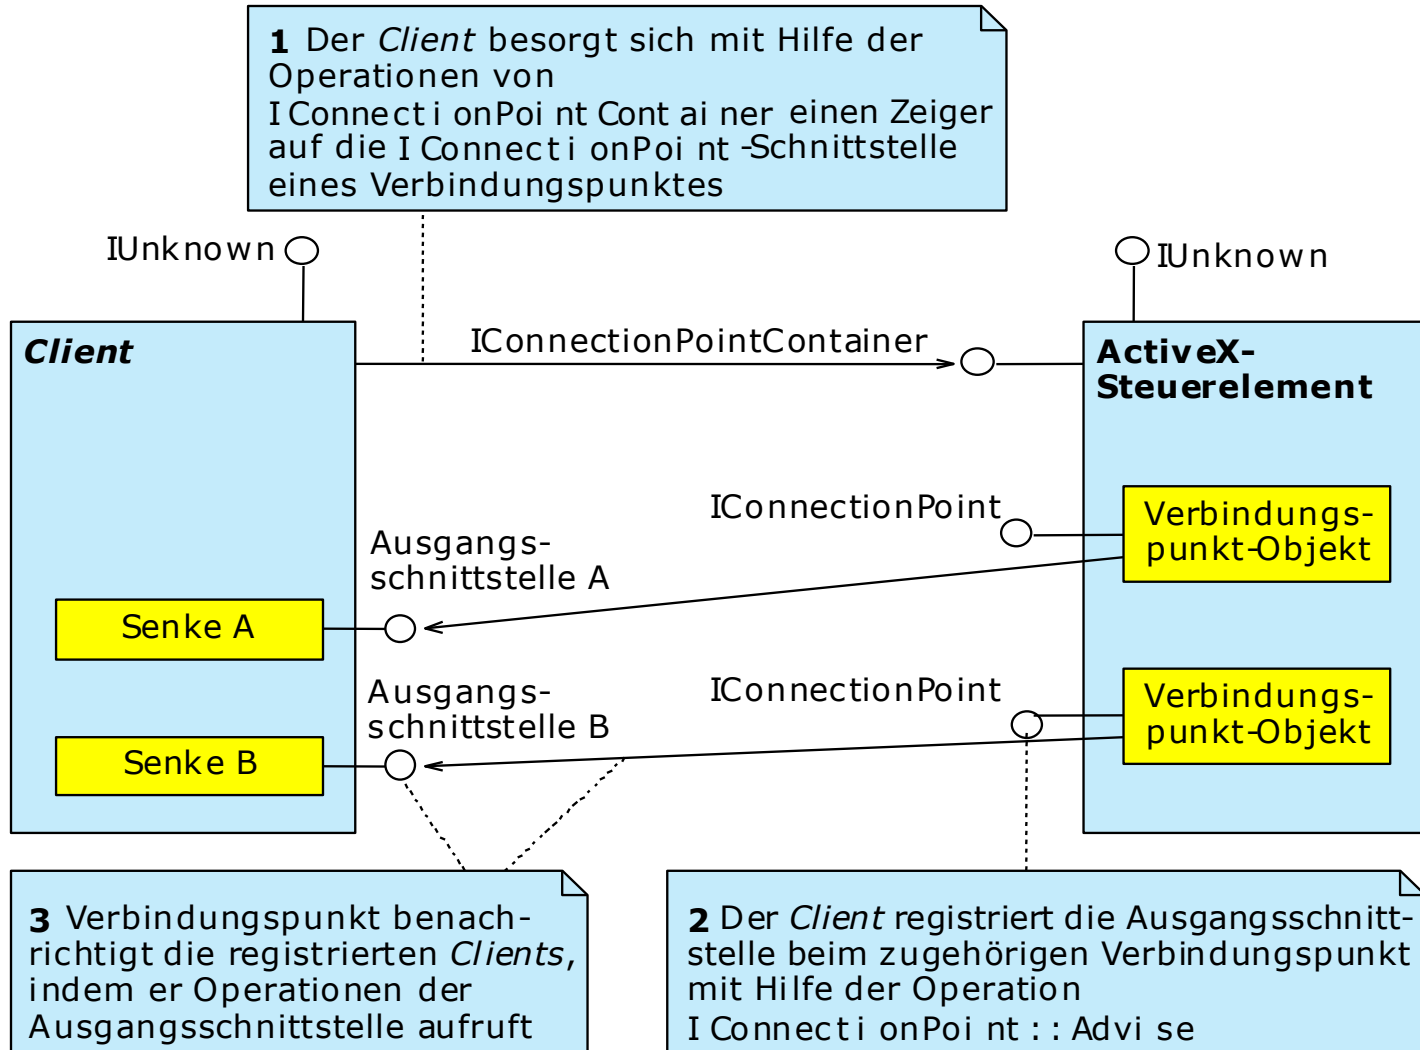 1 Der Client besorgt sich mit Hilfe der
Operationen von
IConnectionPointContainer einen Zeiger
auf die IConnectionPoint-Schnittstelle
eines Verbindungspunktes
IUnknown
IUnknown
Client
IConnectionPointContainer
ActiveX-
Steuerelement
IConnectionPoint
Verbindungs-
punkt-Objekt
Ausgangs-
schnittstelle A
Senke A
IConnectionPoint
Verbindungs-
punkt-Objekt
Ausgangs-
schnittstelle B
Senke B
3 Verbindungspunkt benach-
richtigt die registrierten Clients,
indem er Operationen der
Ausgangsschnittstelle aufruft
2 Der Client registriert die Ausgangsschnitt-
stelle beim zugehörigen Verbindungspunkt
mit Hilfe der Operation
IConnectionPoint::Advise